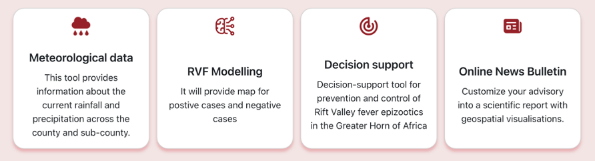 Meteorological data
This tool provides
information about the
current rainfall and
precipitation across the
county and sub-county.
RVF Modelling
It will provide map for
postive cases and negative
cases
Decision support
Decision-support tool for
prevention and control of
Rift Valley fever epizootics
in the Greater Horn of Africa
Online News Bulletin
Customize your advisory
into a scientific report with
geospatial visualisations.